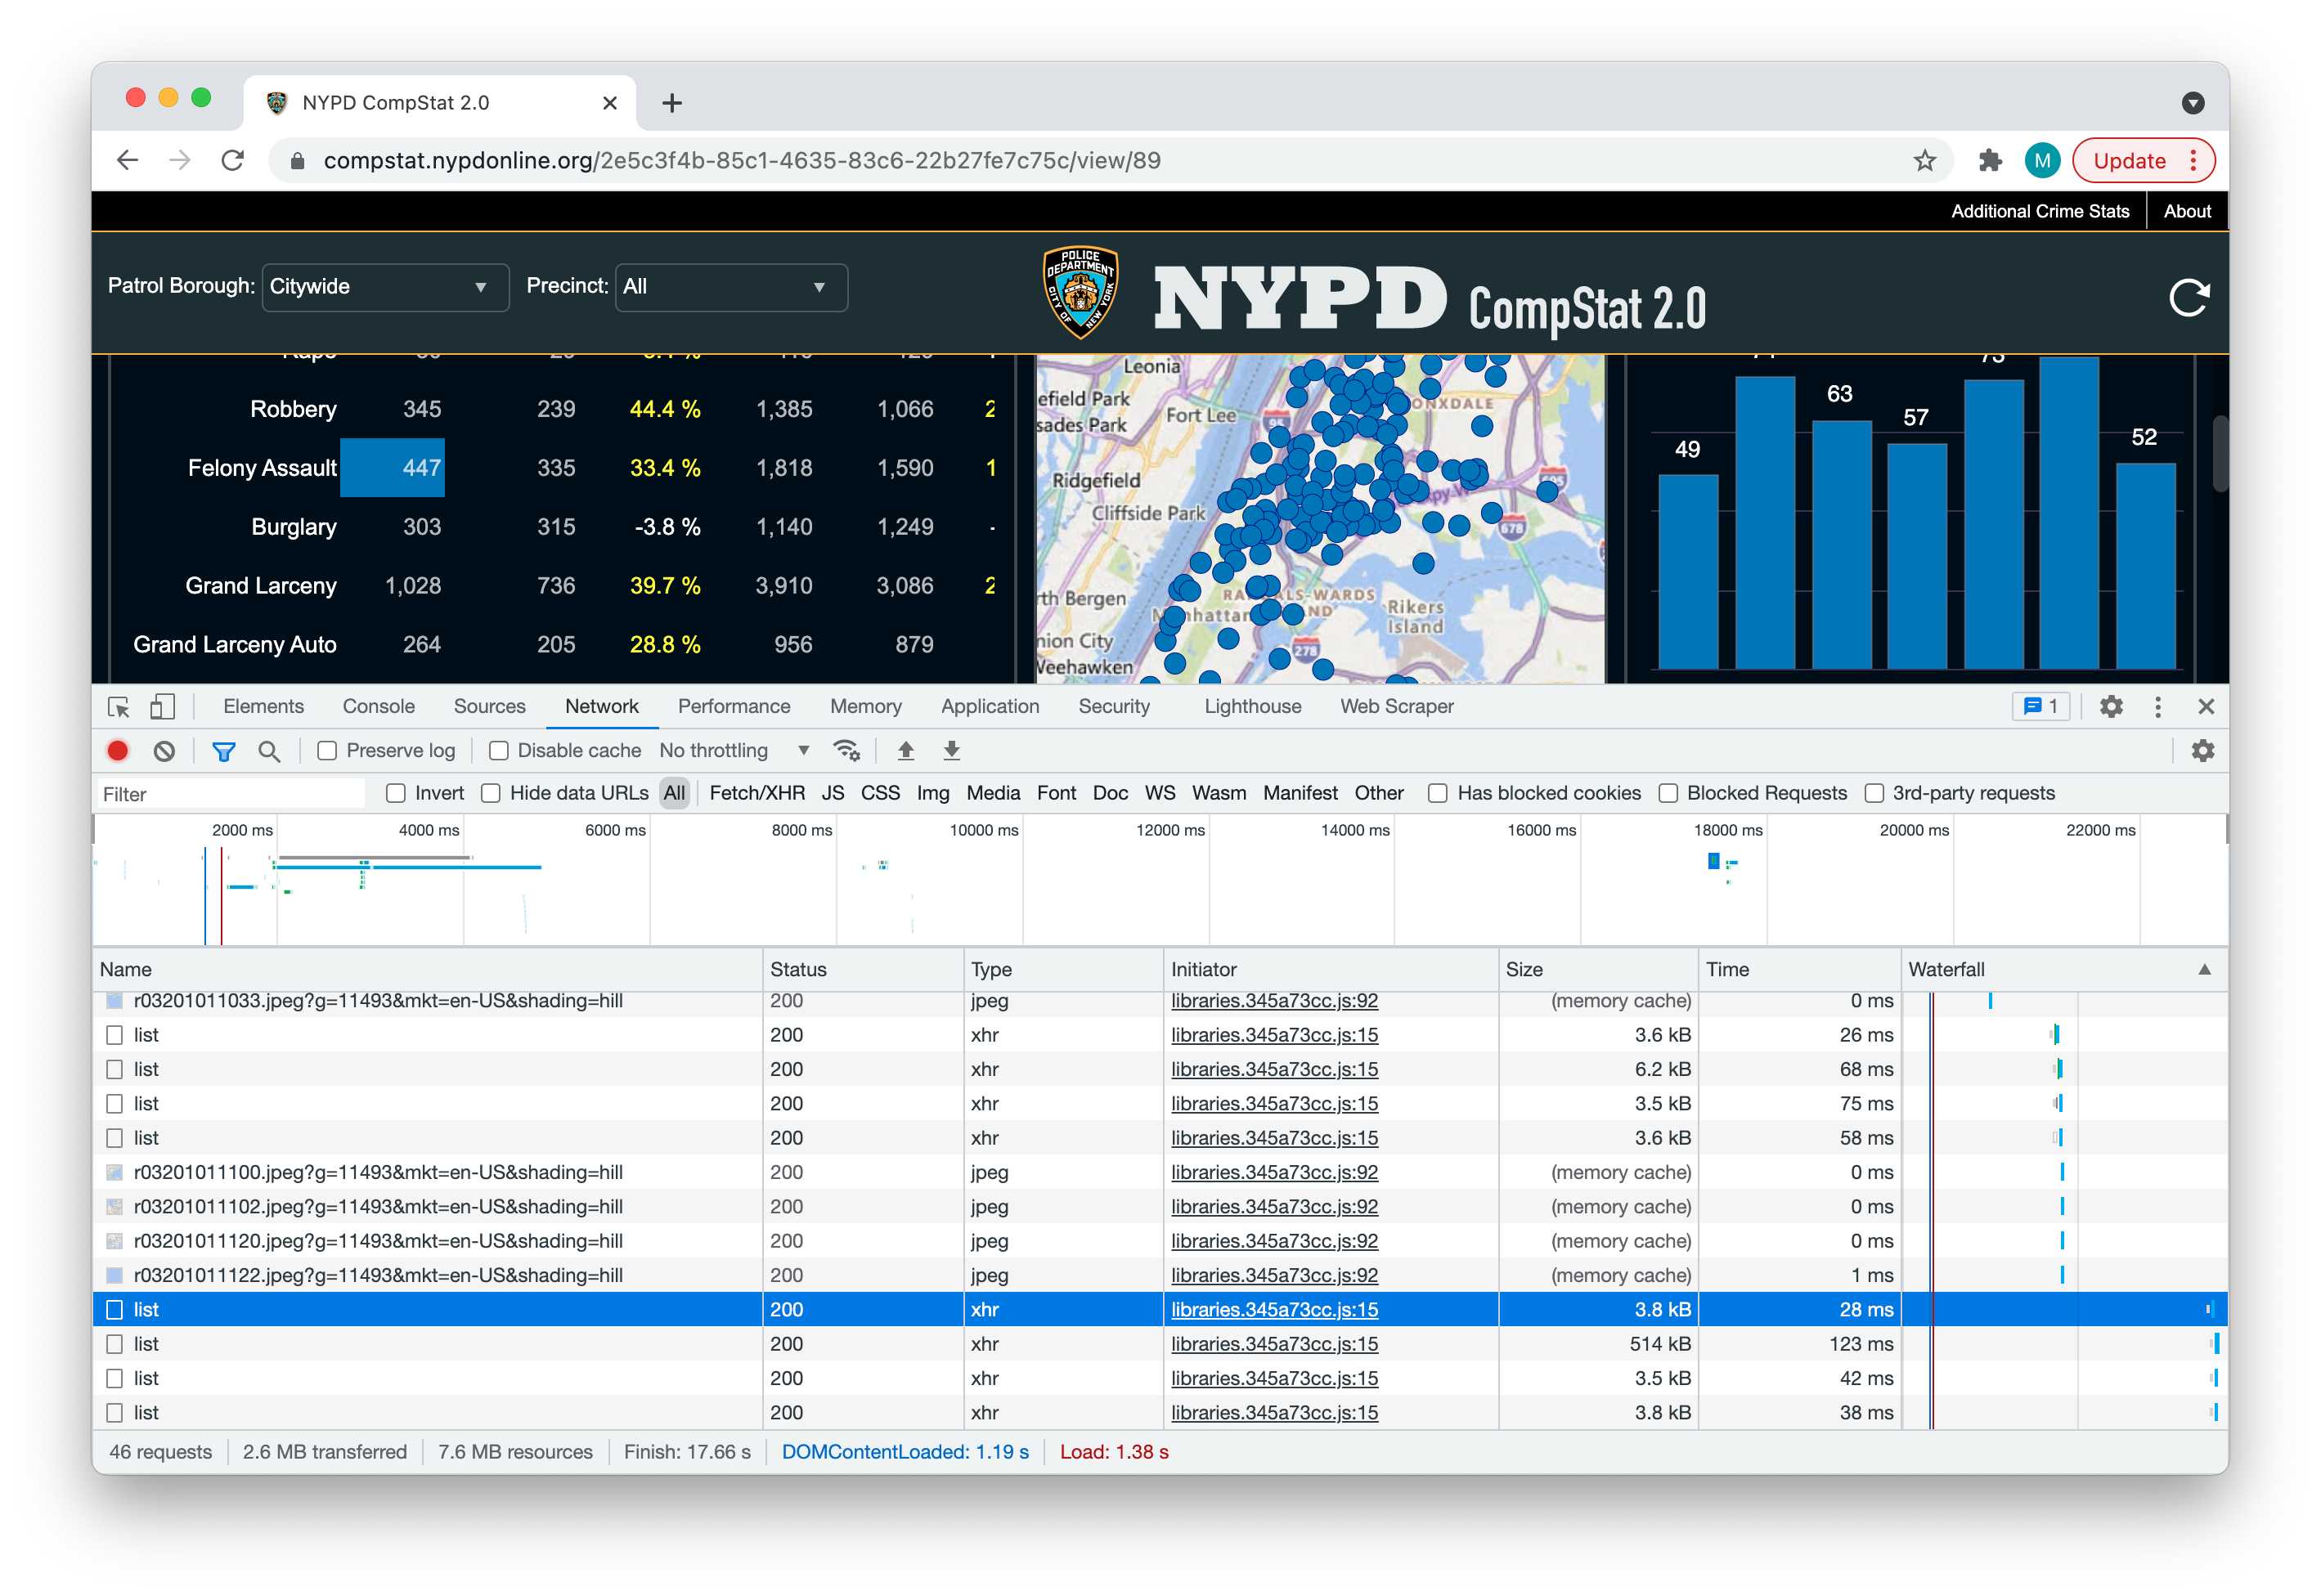 NYPD CompStat 2.0
compstat.nypdonline.org/2e5c3f4b-85c1-4635-83c6-22b27fe7c75c/view/89
M
Update
Additional Crime Stats
About
Patrol Borough: Citywide
Precinct: All
POLICE DEPARTMENT
CITY OF NEW YORK
NYPD CompStat 2.0
Robbery 345 239 44.4 % 1,385 1,066 2
Felony Assault 447 335 33.4 % 1,818 1,590 1
Burglary 303 315 -3.8 % 1,140 1,249 -
Grand Larceny 1,028 736 39.7 % 3,910 3,086 2
Grand Larceny Auto 264 205 28.8 % 956 879
Leonia
efield Park
Fort Lee
95
ONXDALE
sades Park
Ridgefield
Cliffside Park
678
rth Bergen
Rikers
Island
nion City
278
Weehawken
49
63
57
73
52
Elements Console Sources Network Performance Memory Application Security Lighthouse Web Scraper 1
Preserve log Disable cache No throttling
Filter Invert Hide data URLs All Fetch/XHR JS CSS Img Media Font Doc WS Wasm Manifest Other Has blocked cookies Blocked Requests 3rd-party requests
2000 ms 4000 ms 6000 ms 8000 ms 10000 ms 12000 ms 14000 ms 16000 ms 18000 ms 20000 ms 22000 ms
Name Status Type Initiator Size Time Waterfall
r03201011033.jpeg?g=11493&mkt=en-US&shading=hill 200 jpeg libraries.345a73cc.js:92 (memory cache) 0 ms
list 200 xhr libraries.345a73cc.js:15 3.6 kB 26 ms
list 200 xhr libraries.345a73cc.js:15 6.2 kB 68 ms
list 200 xhr libraries.345a73cc.js:15 3.5 kB 75 ms
list 200 xhr libraries.345a73cc.js:15 3.6 kB 58 ms
r03201011100.jpeg?g=11493&mkt=en-US&shading=hill 200 jpeg libraries.345a73cc.js:92 (memory cache) 0 ms
r03201011102.jpeg?g=11493&mkt=en-US&shading=hill 200 jpeg libraries.345a73cc.js:92 (memory cache) 0 ms
r03201011120.jpeg?g=11493&mkt=en-US&shading=hill 200 jpeg libraries.345a73cc.js:92 (memory cache) 0 ms
r03201011122.jpeg?g=11493&mkt=en-US&shading=hill 200 jpeg libraries.345a73cc.js:92 (memory cache) 1 ms
list 200 xhr libraries.345a73cc.js:15 3.8 kB 28 ms
list 200 xhr libraries.345a73cc.js:15 514 kB 123 ms
list 200 xhr libraries.345a73cc.js:15 3.5 kB 42 ms
list 200 xhr libraries.345a73cc.js:15 3.8 kB 38 ms
46 requests 2.6 MB transferred 7.6 MB resources Finish: 17.66 s DOMContentLoaded: 1.19 s Load: 1.38 s